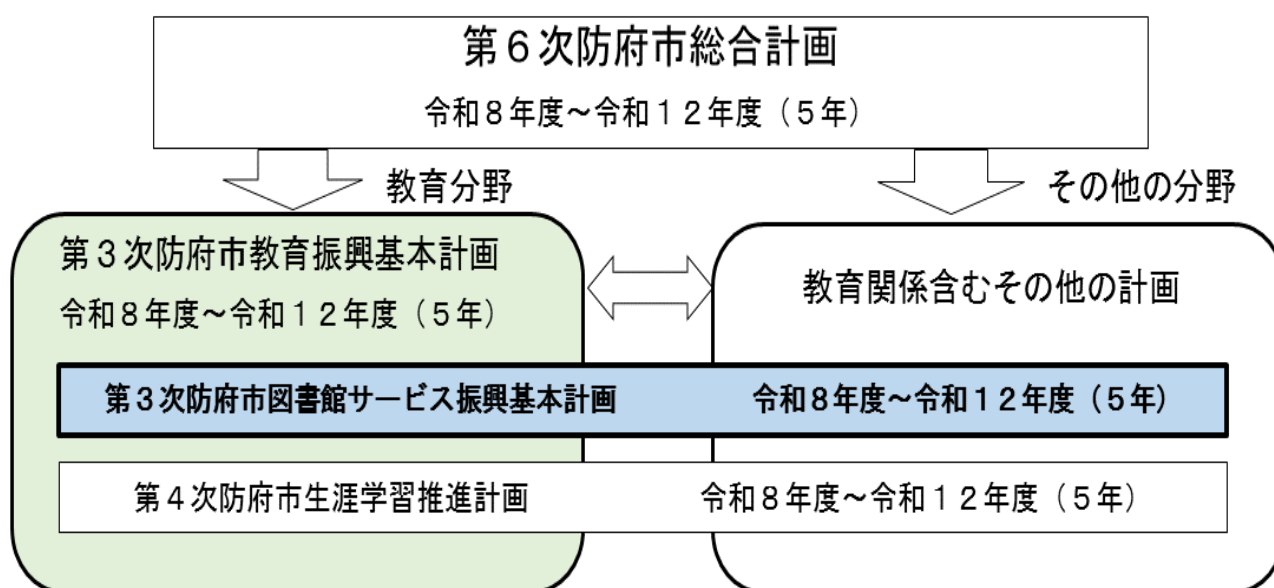 第６次防府市総合計画
令和８年度～令和１２年度（５年）
教育分野
その他の分野
第３次防府市教育振興基本計画
令和８年度～令和１２年度（５年）
教育関係含むその他の計画
第３次防府市図書館サービス振興基本計画　令和８年度～令和１２年度（５年）
第４次防府市生涯学習推進計画　令和８年度～令和１２年度（５年）